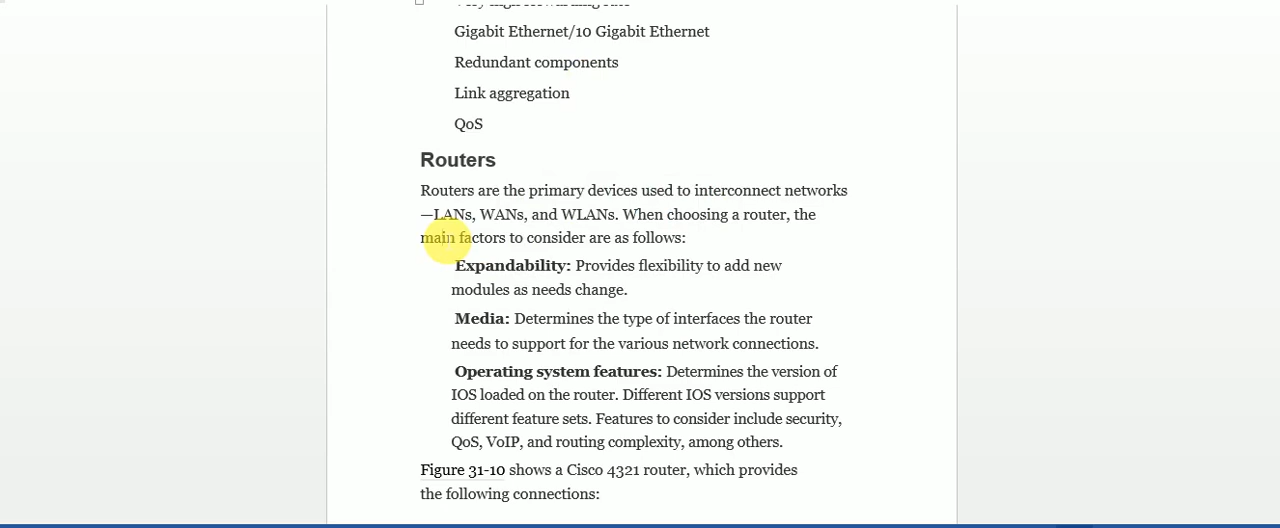 Gigabit Ethernet/10 Gigabit Ethernet
Redundant components
Link aggregation
QoS
Routers
Routers are the primary devices used to interconnect networks
—LANs, WANs, and WLANs. When choosing a router, the
main factors to consider are as follows:
Expandability: Provides flexibility to add new
modules as needs change.
Media: Determines the type of interfaces the router
needs to support for the various network connections.
Operating system features: Determines the version of
IOS loaded on the router. Different IOS versions support
different feature sets. Features to consider include security,
QoS, VoIP, and routing complexity, among others.
Figure 31-10 shows a Cisco 4321 router, which provides
the following connections: